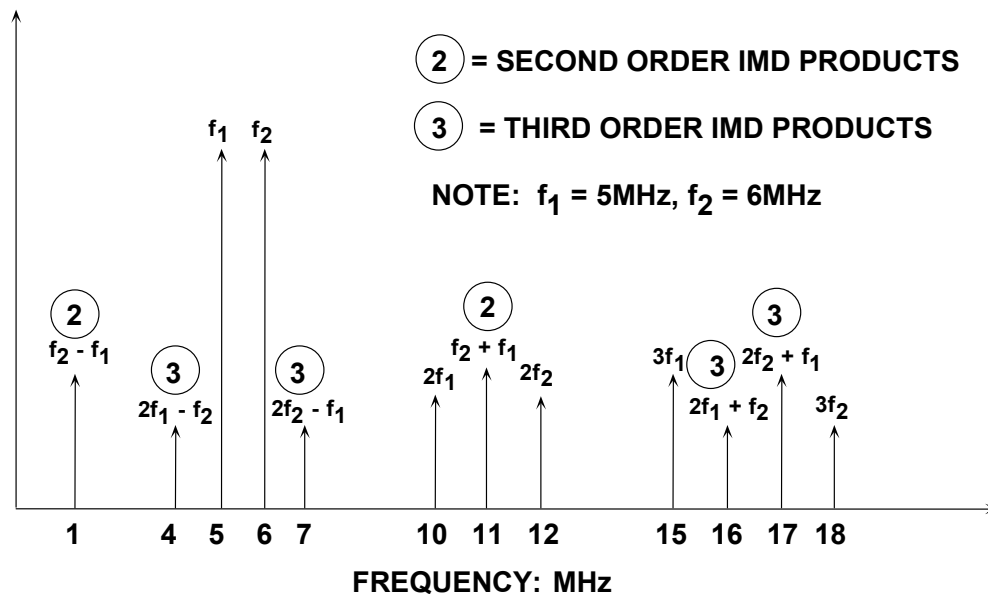 2 = SECOND ORDER IMD PRODUCTS
3 = THIRD ORDER IMD PRODUCTS
NOTE: f1 = 5MHz, f2 = 6MHz
f1 f2
2
f2 - f1
3
2f1 - f2
3
2f2 - f1
2
f2 + f1
2f1
2f2
3
2f2 + f1
3f1
3
2f1 + f2
3f2
1 4 5 6 7 10 11 12 15 16 17 18
FREQUENCY: MHz